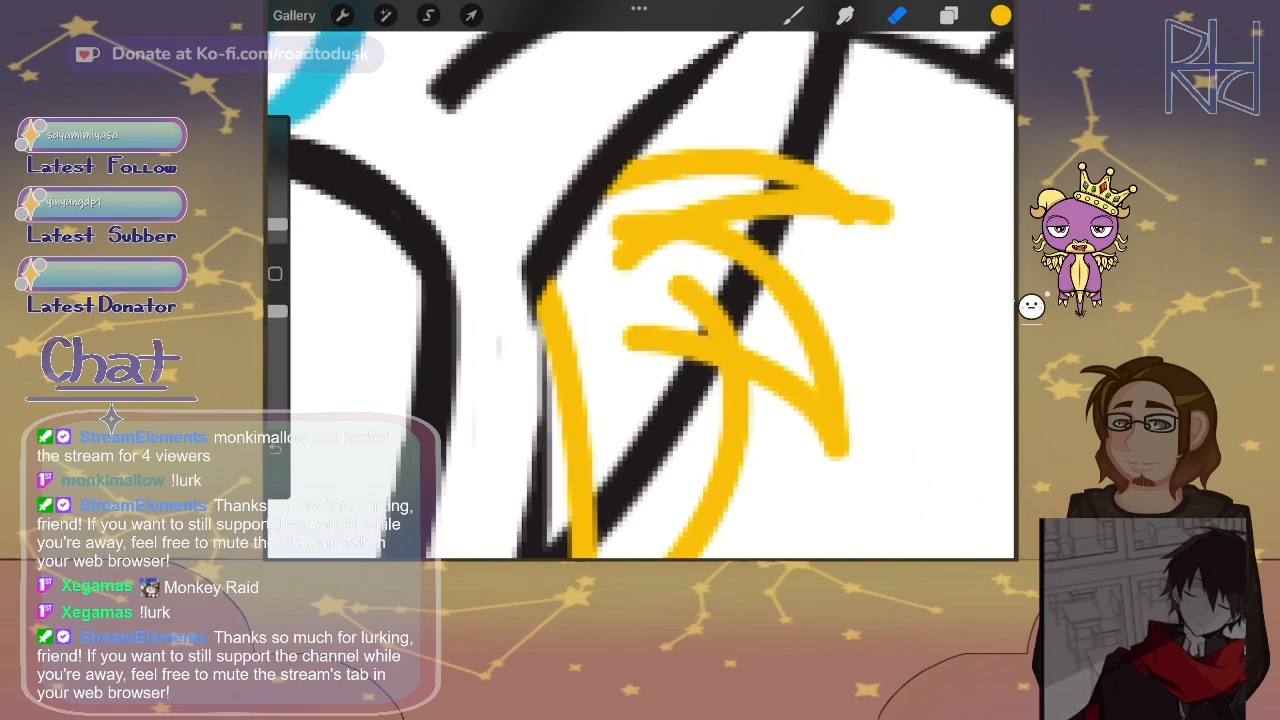 Gallery
Donate at Ko-fi.com/roadtodusk
sayamimiyasa
Latest Follow
yinyangdp1
Latest Subber
Latest Donator
Chat
StreamElements monkimallow just hosted
the stream for 4 viewers
monkimallow !lurk
StreamElements Thanks so much for lurking,
friend! If you want to still support the channel while
you're away, feel free to mute the stream's tab in
your web browser!
Xegamas Monkey Raid
Xegamas !lurk
StreamElements Thanks so much for lurking,
friend! If you want to still support the channel while
you're away, feel free to mute the stream's tab in
your web browser!